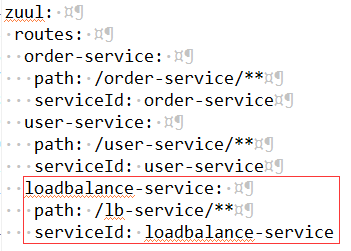 zuul:
  routes:
    order-service:
      path: /order-service/**
      serviceId: order-service
    user-service:
      path: /user-service/**
      serviceId: user-service
    loadbalance-service:
      path: /lb-service/**
      serviceId: loadbalance-service